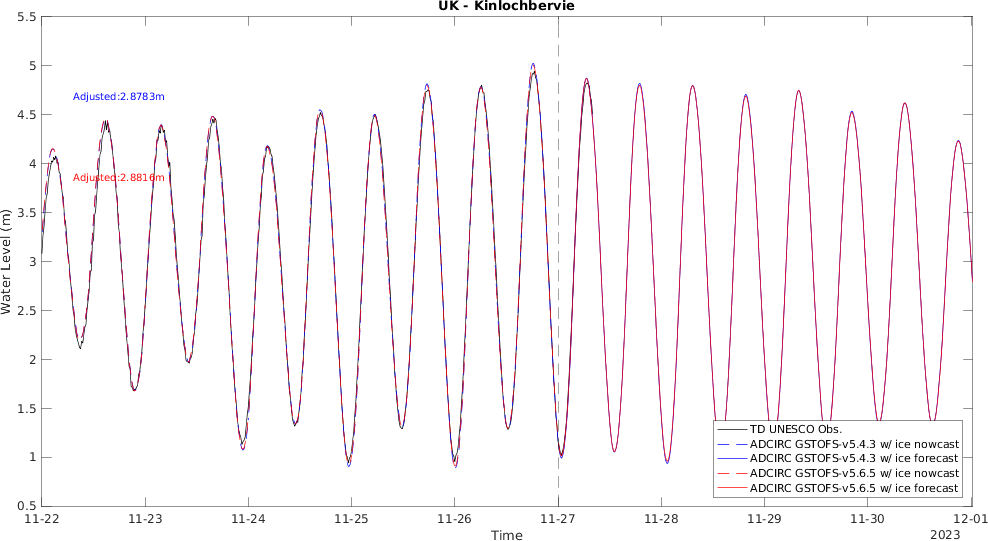 UK - Kinlochbervie
5.5
5
4.5
4
3.5
3
2.5
2
1.5
1
0.5
Water Level (m)
Adjusted:2.8783m
Adjusted:2.8816m
TD UNESCO Obs.
ADCIRC GSTOFS-v5.4.3 w/ ice nowcast
ADCIRC GSTOFS-v5.4.3 w/ ice forecast
ADCIRC GSTOFS-v5.6.5 w/ ice nowcast
ADCIRC GSTOFS-v5.6.5 w/ ice forecast
11-22 11-23 11-24 11-25 11-26 11-27 11-28 11-29 11-30 12-01
Time
2023